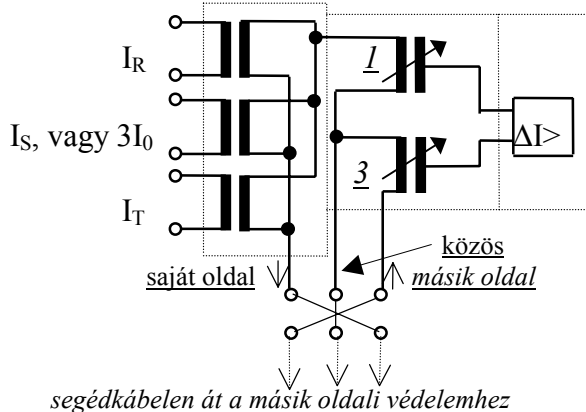 I_R
1
I_S, vagy 3I_0
ΔI>
3
I_T
közös
saját oldal
másik oldal
segédkábelen át a másik oldali védelemhez